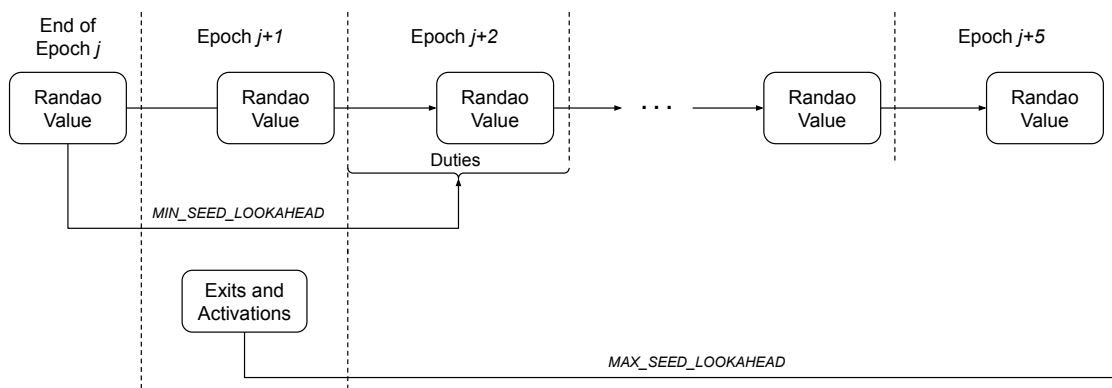 End of
Epoch j
Epoch j+1
Epoch j+2
Epoch j+5
Randao
Value
Randao
Value
Randao
Value
. . .
Randao
Value
Randao
Value
Duties
MIN_SEED_LOOKAHEAD
Exits and
Activations
MAX_SEED_LOOKAHEAD